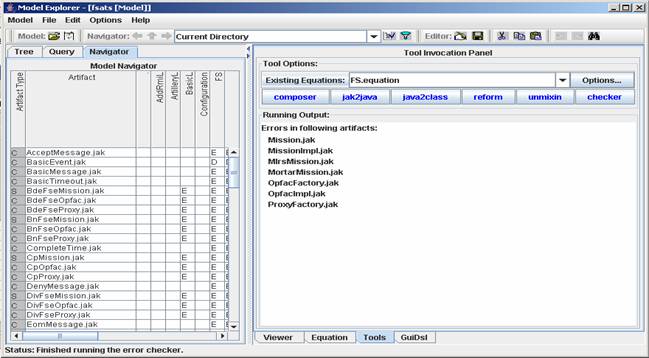 Model Explorer - [fsats [Model]]
Model File Edit Options Help
Model: Navigator: Current Directory Editor:
Tree Query Navigator
Model Navigator
Artifact Type Artifact AddRmiL ArtilleryL BasicL Configuration FS
C AcceptMessage.jak E
C BasicEvent.jak D
C BasicMessage.jak E
C BasicTimeout.jak E
S BdeFseMission.jak E
C BdeFseOpfac.jak E
C BdeFseProxy.jak E
S BnFseMission.jak E
C BnFseOpfac.jak E
C BnFseProxy.jak E
C CompleteTime.jak E
S CpMission.jak E
C CpOpfac.jak E
C CpProxy.jak E
C DenyMessage.jak E
S DivFseMission.jak E
C DivFseOpfac.jak E
C DivFseProxy.jak E
C EomMessage.jak E
Tool Invocation Panel
Tool Options:
Existing Equations: FS.equation Options...
composer jak2java java2class reform unmixin checker
Running Output:
Errors in following artifacts:
Mission.jak
MissionImpl.jak
MlrsMission.jak
MortarMission.jak
OpfacFactory.jak
OpfacImpl.jak
ProxyFactory.jak
Viewer Equation Tools GuiDsl
Status: Finished running the error checker.